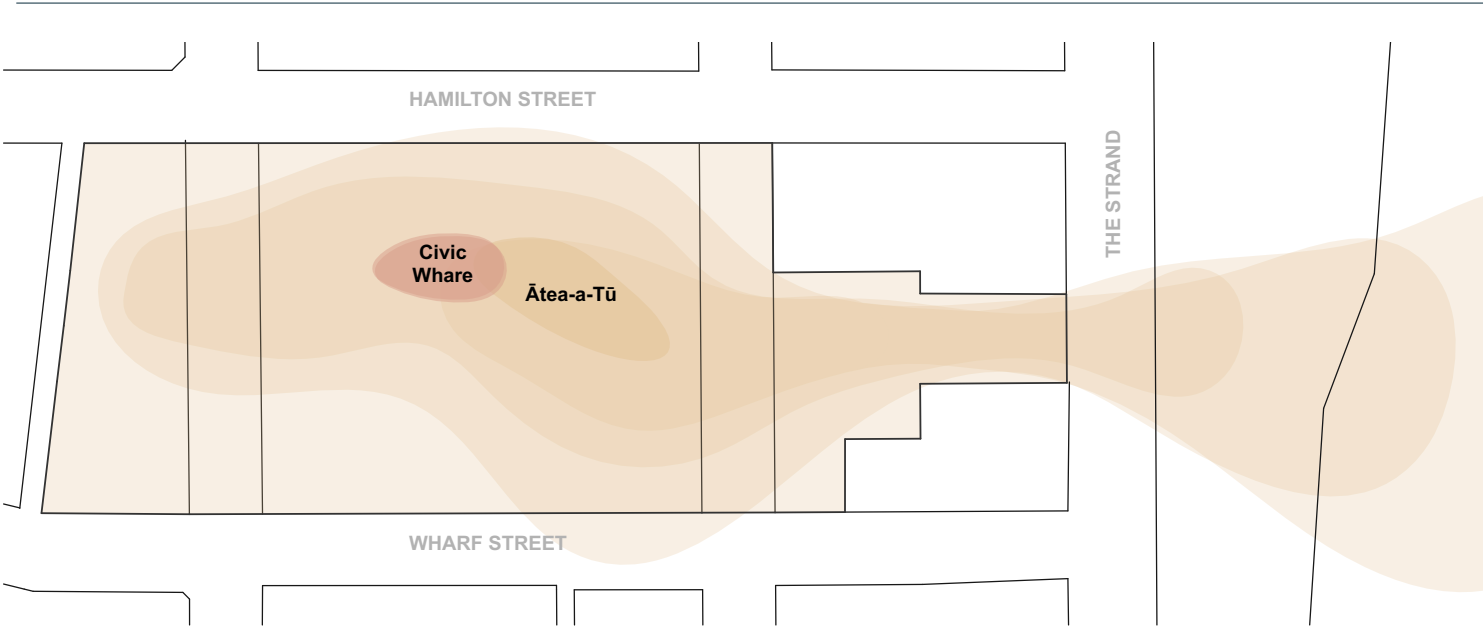 HAMILTON STREET
THE STRAND
Civic
Whare
Ātea-a-Tū
WHARF STREET